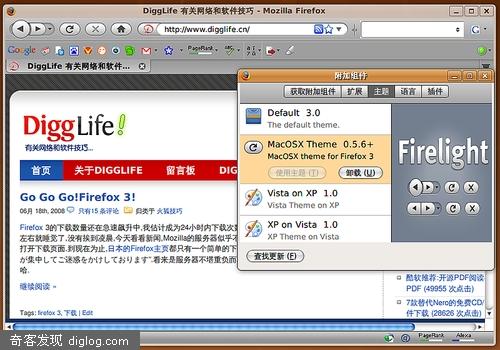 DiggLife 有关网络和软件技巧 - Mozilla Firefox
http://www.digglife.cn/
Google
PageRank
DiggLife 有关网络和软件技巧...
附加组件
获取附加组件 扩展 主题 语言 插件
Default 3.0
The default theme.
MacOSX Theme 0.5.6+
MacOSX theme for Firefox 3
使用主题 (T) 卸载 (U)
Vista on XP 1.0
Vista Theme on XP
XP on Vista 1.0
XP Theme on Vista
Firelight
查找更新 (F)
DiggLife!
有关网络和软件技巧...
首页 关于DIGGLIFE 留言板 DIGGL
Go Go Go!Firefox 3!
06月 18th, 2008 只有15 条评论 归类于 火狐技巧
Firefox 3的下载数量还在急速飙升中,我估计成为24小时内下载次
左右就睡觉了,没有挨到凌晨.今天看看新闻,Mozilla的服务器似乎不
打开下载页面.到现在为止,日本的Firefox主页都只有一个简单的下
が集中してご迷惑をかけしております".看来是服务器不堪重负而
哈.
继续阅读 »
Tags: firefox 3, 下载 | Edit
酷软推荐:开源PDF阅读
PDF (49955 次点击)
7款替代Nero的免费CD/
件下载 (28626 次点击)
PageRank Alexa
奇客发现 diglog.com